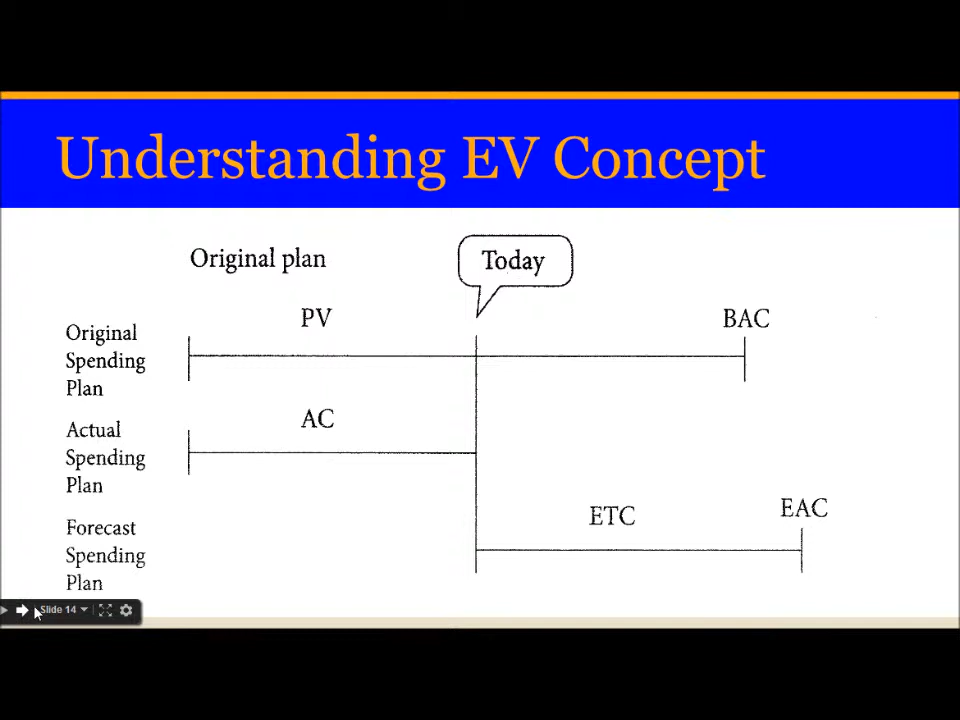 Understanding EV Concept
Original plan
Today
PV
BAC
Original
Spending
Plan
AC
Actual
Spending
Plan
ETC
EAC
Forecast
Spending
Plan
Slide 14